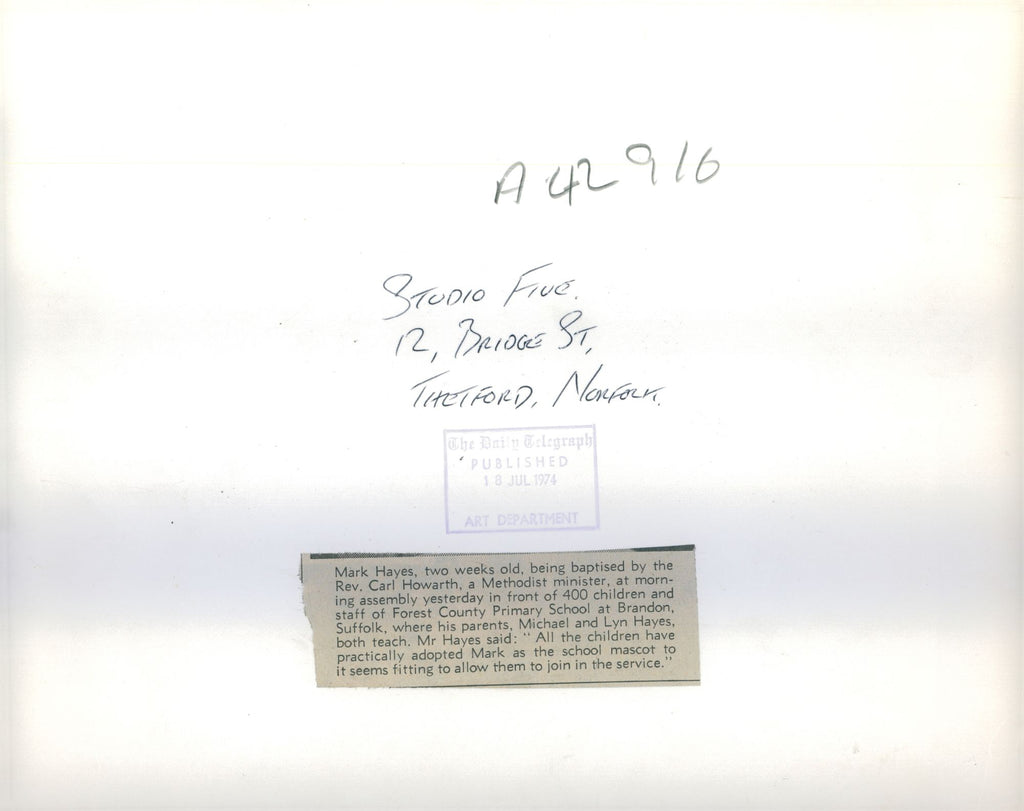 A42916
Studio Five.
12, Bridge St,
Thetford, Norfolk.
The Daily Telegraph
PUBLISHED
18 JUL 1974
ART DEPARTMENT
Mark Hayes, two weeks old, being baptised by the
Rev. Carl Howarth, a Methodist minister, at morn-
ing assembly yesterday in front of 400 children and
staff of Forest County Primary School at Brandon,
Suffolk, where his parents, Michael and Lyn Hayes,
both teach. Mr Hayes said: “ All the children have
practically adopted Mark as the school mascot to
it seems fitting to allow them to join in the service.”